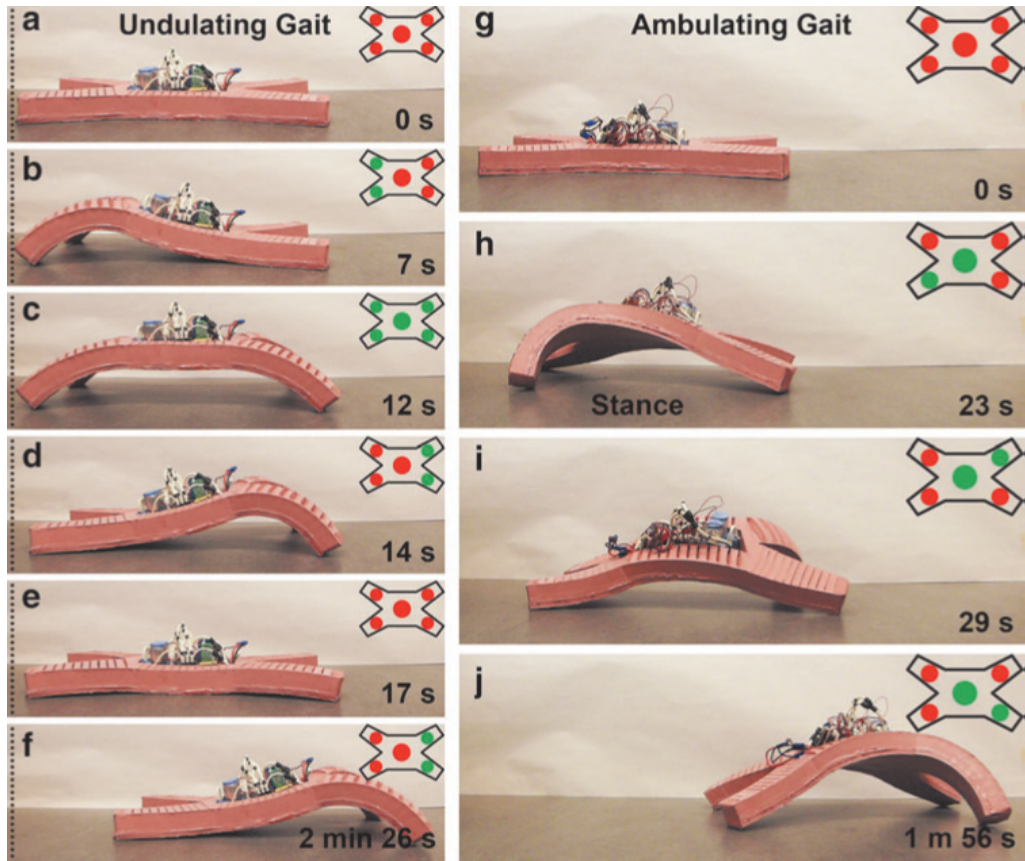 a
Undulating Gait
0 s
b
7 s
c
12 s
d
14 s
e
17 s
f
2 min 26 s
g
Ambulating Gait
0 s
h
Stance
23 s
i
29 s
j
1 m 56 s